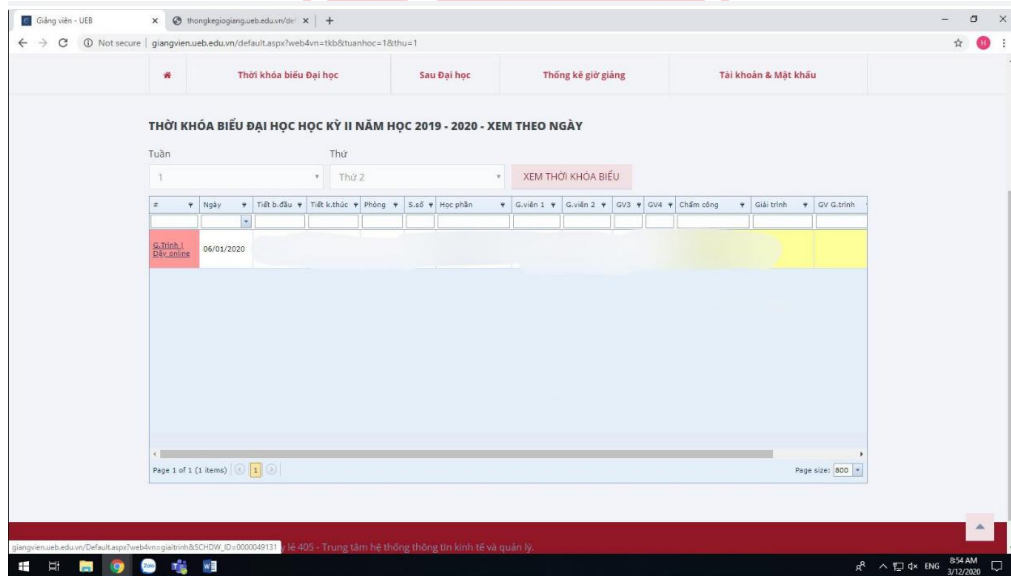 Giảng viên - UEB
thongkegiogiang.ueb.edu.vn/def
Not secure | giangvien.ueb.edu.vn/default.aspx?web4vn=tkb&tuanhoc=1&thu=1
H
Thời khóa biểu Đại học Sau Đại học Thống kê giờ giảng Tài khoản & Mật khẩu
THỜI KHÓA BIỂU ĐẠI HỌC HỌC KỲ II NĂM HỌC 2019 - 2020 - XEM THEO NGÀY
Tuần Thứ
1 Thứ 2 XEM THỜI KHÓA BIỂU
# Ngày Tiết b.đầu Tiết k.thúc Phòng S.số Học phần G.viên 1 G.viên 2 GV3 GV4 Chấm công Giải trình GV G.trình
G.Trình |
Dạy online
06/01/2020
Page 1 of 1 (1 items) 1 Page size: 800
giangvien.ueb.edu.vn/Default.aspx?web4vn=giaitrinh&SCHDW_ID=0000049131
lẻ 405 - Trung tâm hệ thống thông tin kinh tế và quản lý.
zoom
ENG
8:54 AM
3/12/2020